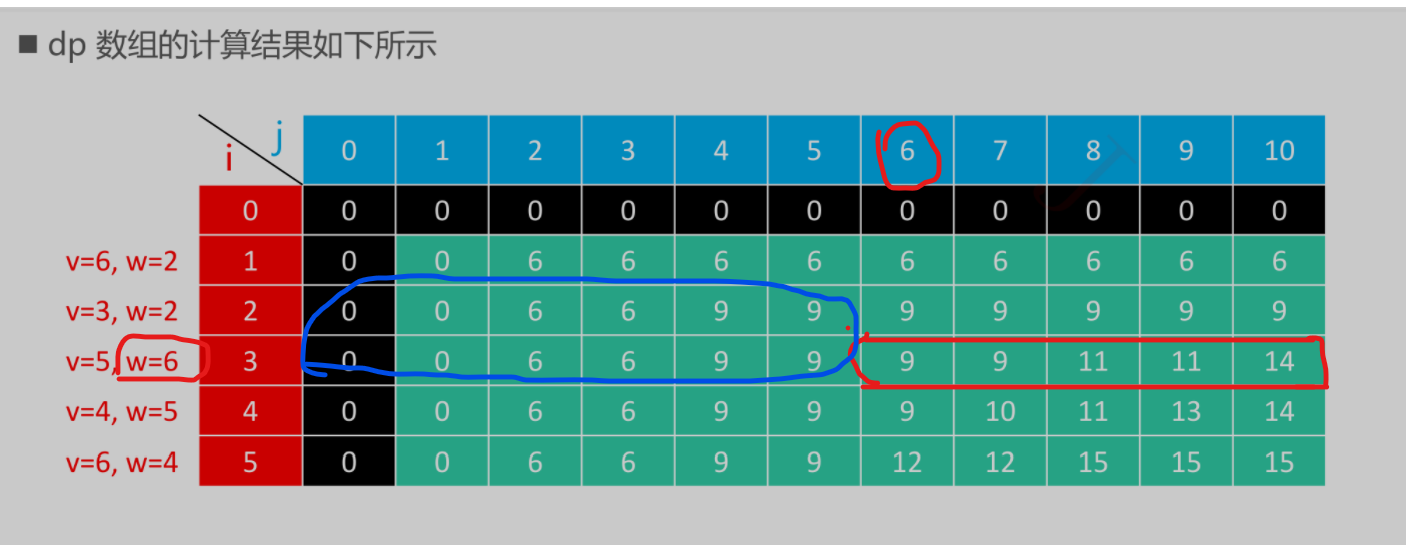 ■ dp 数组的计算结果如下所示
i j 0 1 2 3 4 5 6 7 8 9 10
0 0 0 0 0 0 0 0 0 0 0 0
v=6, w=2 1 0 0 6 6 6 6 6 6 6 6 6
v=3, w=2 2 0 0 6 6 9 9 9 9 9 9 9
v=5, w=6 3 0 0 6 6 9 9 9 9 11 11 14
v=4, w=5 4 0 0 6 6 9 9 9 10 11 13 14
v=6, w=4 5 0 0 6 6 9 9 12 12 15 15 15